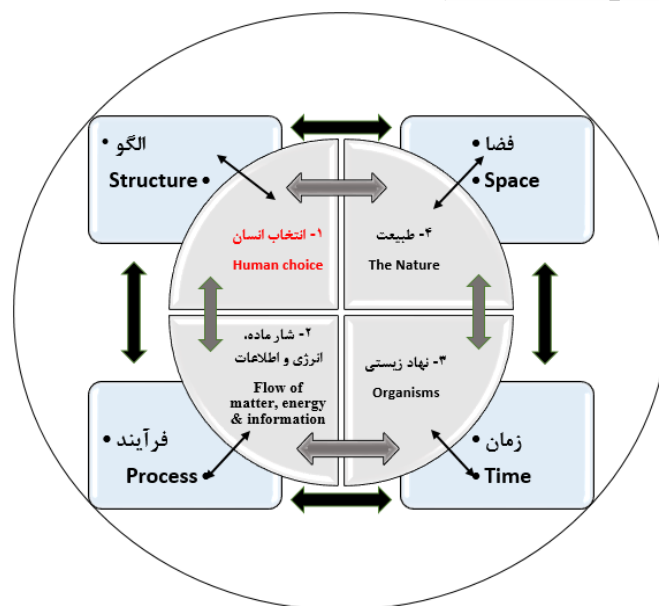 الگو •
Structure •
• فضا
• Space
۱- انتخاب انسان
Human choice
۴- طبیعت
The Nature
۲- شار ماده،
انرژی و اطلاعات
Flow of
matter, energy
& information
۳- نهاد زیستی
Organisms
فرآیند •
Process •
• زمان
• Time